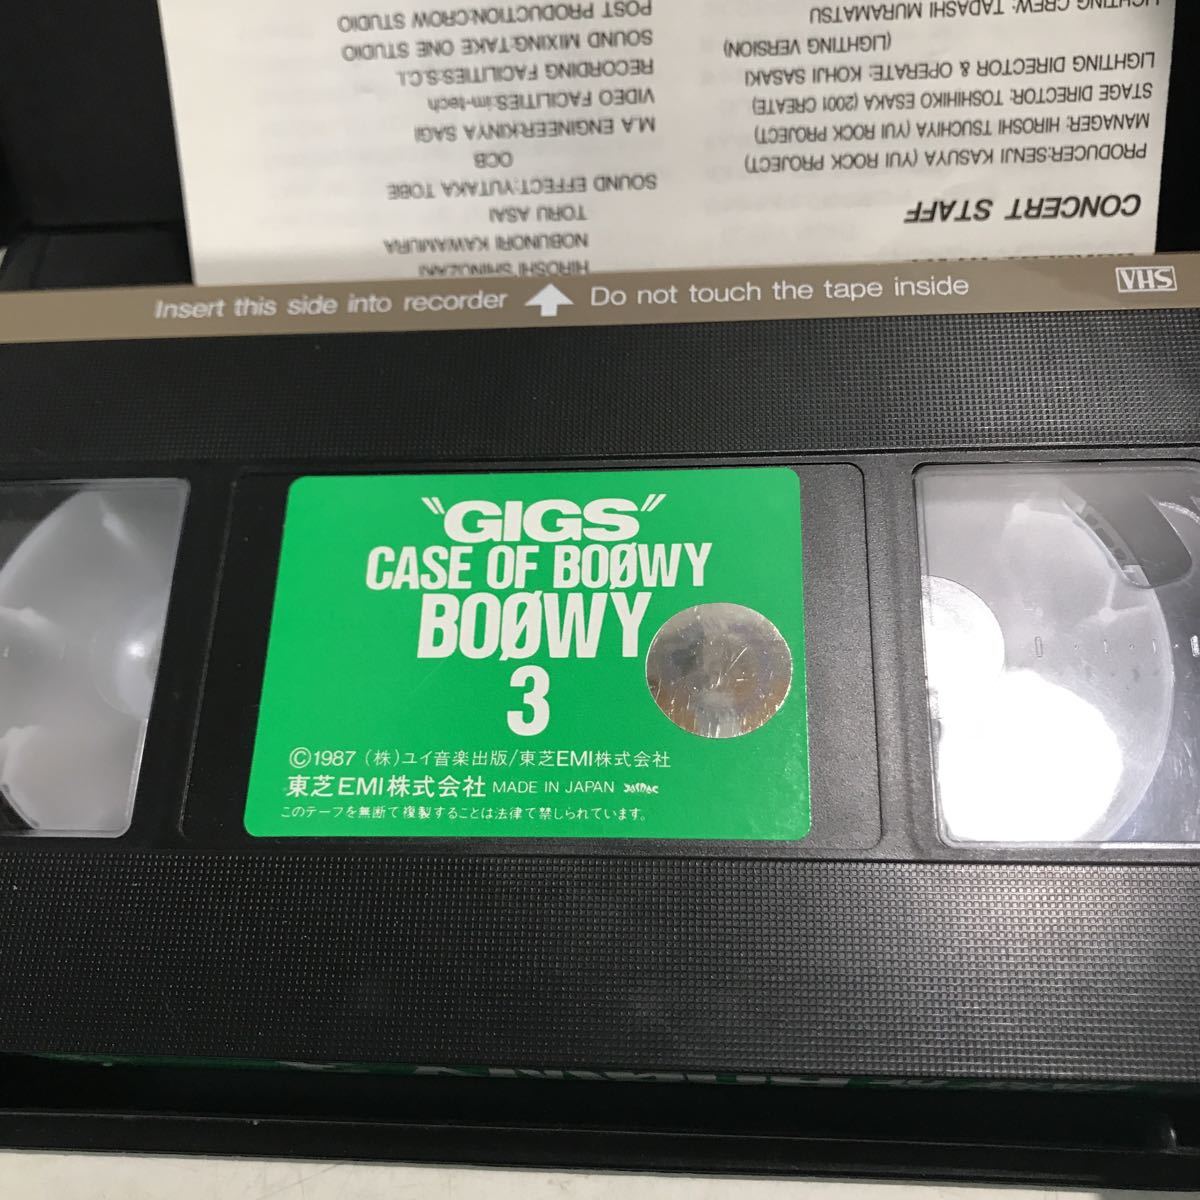 POST PRODUCTION:CROW STUDIO
SOUND MIXING:TAKE ONE STUDIO
RECORDING FACILITIES:S.C.I.
VIDEO FACILITIES:im-tech
M.A ENGINEER:KINYA SAGII
OCB
SOUND EFFECT:YUTAKA TOBE
TORU ASAI
NOBUNORI KAWAMURA
HIROSHI SHINOZAKI
LIGHTING CREW: TADASHI MURAMATSU
(LIGHTING VERSION)
LIGHTING DIRECTOR & OPERATE: KOHJI SASAKI
STAGE DIRECTOR: TOSHIHIKO ESAKA (2001 CREATE)
MANAGER: HIROSHI TSUCHIYA (YUI ROCK PROJECT)
PRODUCER:SENJI KASUYA (YUI ROCK PROJECT)
CONCERT STAFF
Insert this side into recorder Do not touch the tape inside
VHS
"GIGS"
CASE OF BOØWY
BOØWY
3
©1987 (株)ユイ音楽出版/東芝EMI株式会社
東芝EMI株式会社 MADE IN JAPAN
このテープを無断で複製することは法律で禁じられています。